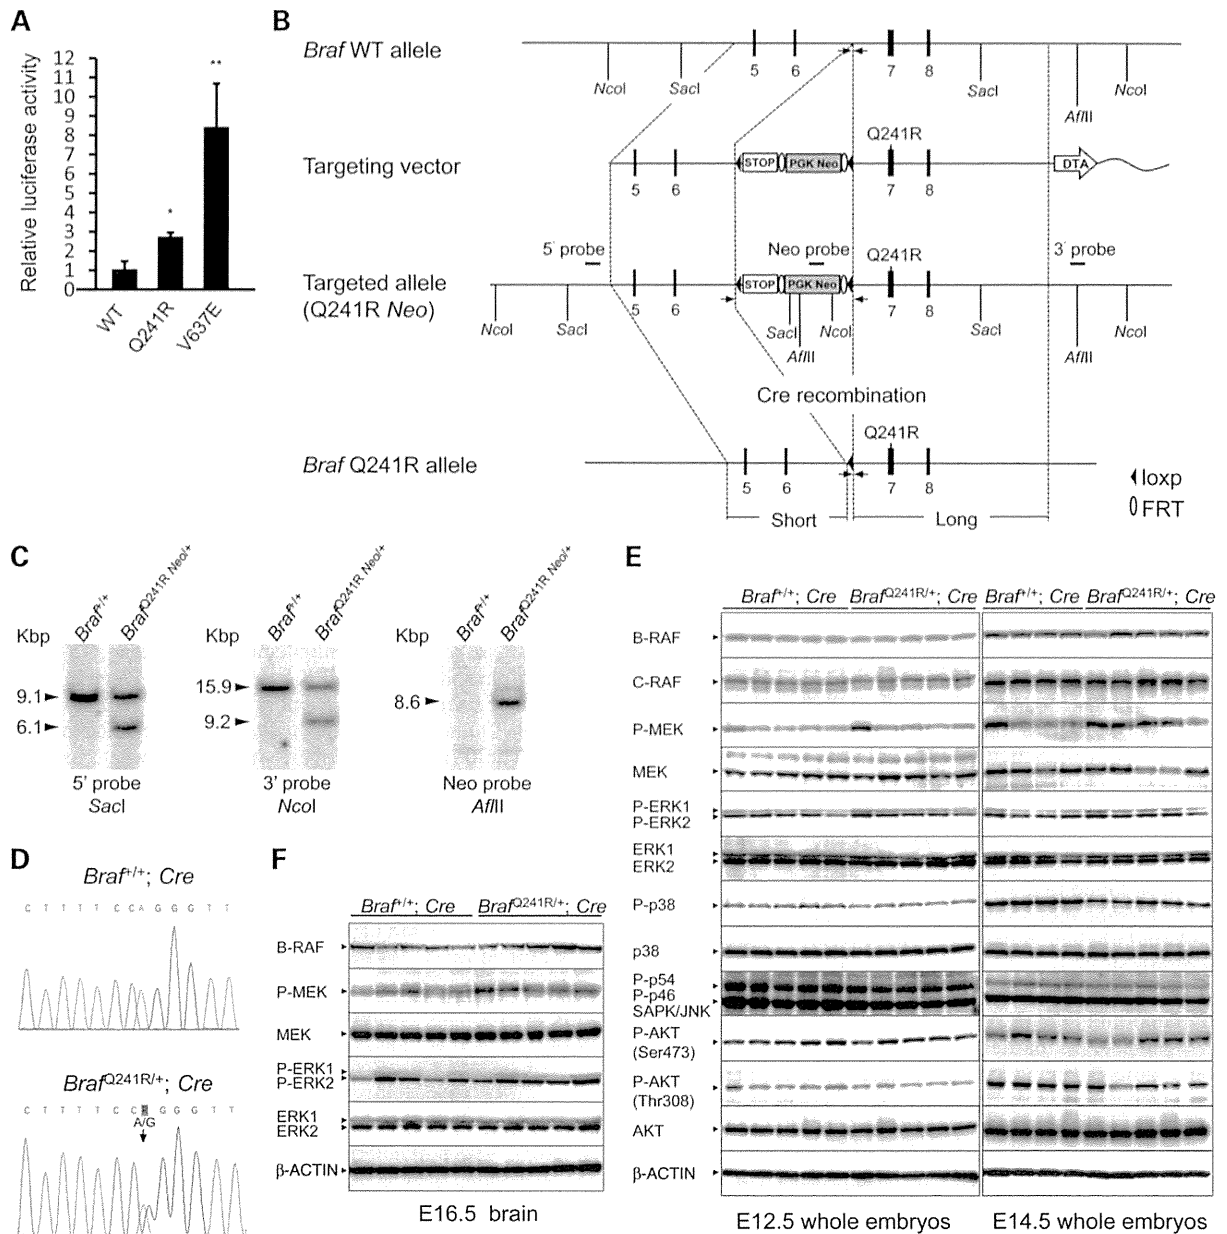 A
Relative luciferase activity
12
11
10
9
8
7
6
5
4
3
2
1
0
*
**
WT
Q241R
V637E
B
Braf WT allele
NcoI
SacI
5
6
7
8
SacI
AflII
NcoI
Targeting vector
5
6
STOP
PGK Neo
Q241R
7
8
DTA
5' probe
Neo probe
3' probe
Targeted allele
(Q241R Neo)
NcoI
SacI
5
6
STOP
PGK Neo
SacI
AflII
NcoI
Q241R
7
8
SacI
AflII
NcoI
Cre recombination
Braf Q241R allele
5
6
Q241R
7
8
Short
Long
loxp
FRT
C
Kbp
Braf+/+
BrafQ241R Neo/+
9.1
6.1
5' probe
SacI
Kbp
Braf+/+
BrafQ241R Neo/+
15.9
9.2
3' probe
NcoI
Kbp
Braf+/+
BrafQ241R Neo/+
8.6
Neo probe
AflII
D
Braf+/+; Cre
C T T T T C C A G G G T T
BrafQ241R/+; Cre
C T T T T C C R G G G T T
A/G
E
Braf+/+; Cre BrafQ241R/+; Cre
Braf+/+; Cre BrafQ241R/+; Cre
B-RAF
C-RAF
P-MEK
MEK
P-ERK1
P-ERK2
ERK1
ERK2
P-p38
p38
P-p54
P-p46
SAPK/JNK
P-AKT
(Ser473)
P-AKT
(Thr308)
AKT
β-ACTIN
E12.5 whole embryos
E14.5 whole embryos
F
Braf+/+; Cre BrafQ241R/+; Cre
B-RAF
P-MEK
MEK
P-ERK1
P-ERK2
ERK1
ERK2
β-ACTIN
E16.5 brain